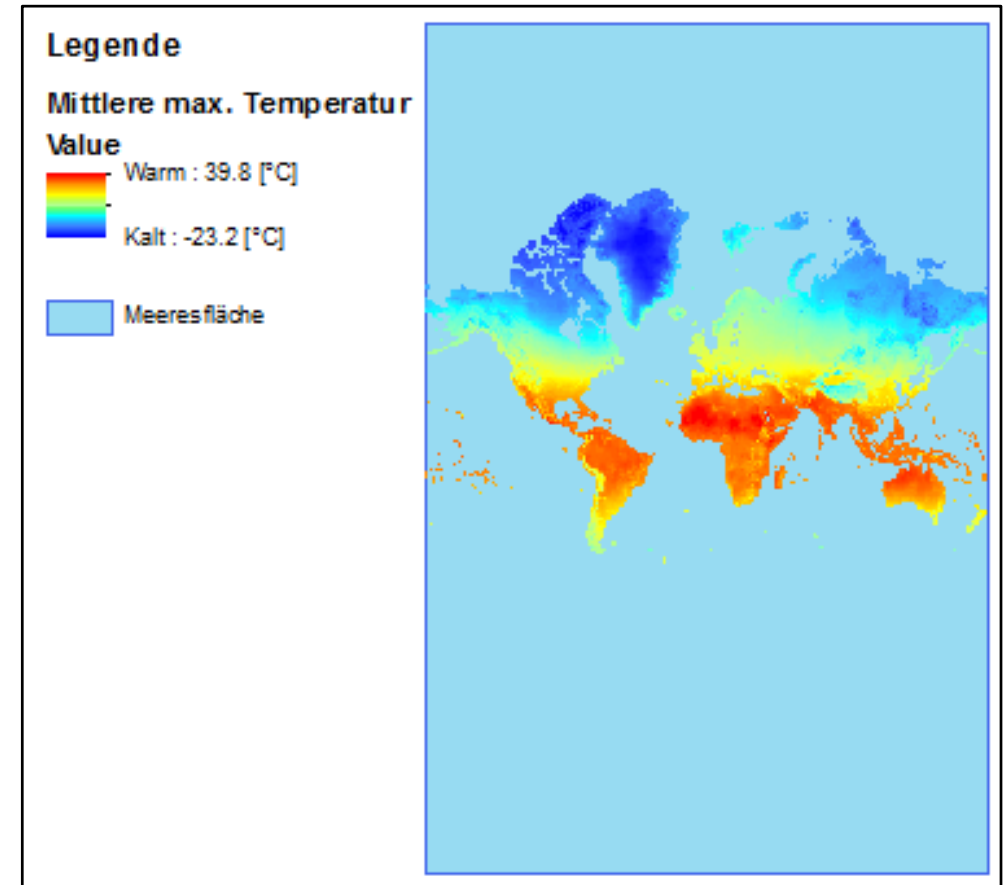 Legende
Mittlere max. Temperatur
Value
Warm : 39.8 [°C]
Kalt : -23.2 [°C]
Meeresfläche